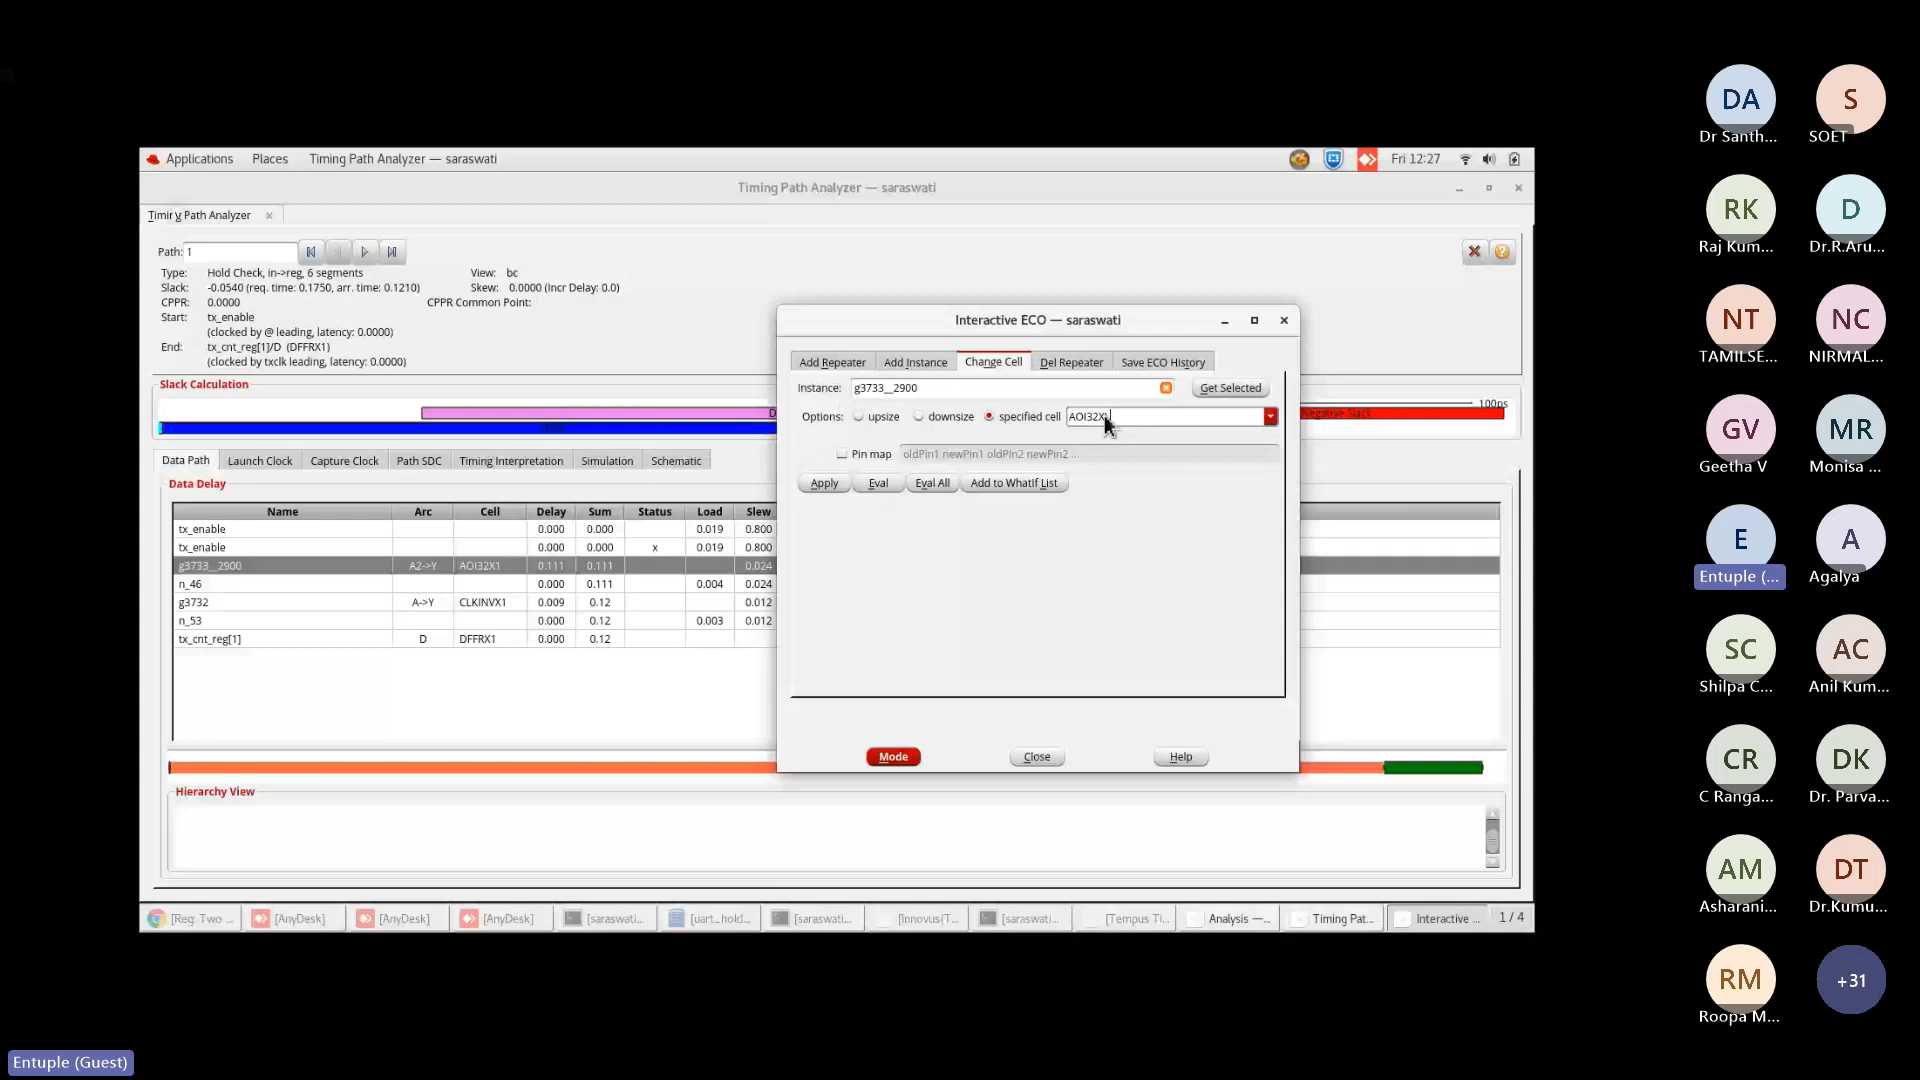 Applications Places Timing Path Analyzer — saraswati Fri 12:27
Timing Path Analyzer — saraswati
Path Analyzer
Path: 1
Type: Hold Check, in->reg, 6 segments View: bc
Slack: -0.0540 (req. time: 0.1750, arr. time: 0.1210) Skew: 0.0000 (Incr Delay: 0.0)
CPPR: 0.0000 CPPR Common Point:
Start: tx_enable
(clocked by @ leading, latency: 0.0000)
End: tx_cnt_reg[1]/D (DFFRX1)
(clocked by txclk leading, latency: 0.0000)
Slack Calculation
100ps
Negative Slack
Data Path Launch Clock Capture Clock Path SDC Timing Interpretation Simulation Schematic
Data Delay
Name Arc Cell Delay Sum Status Load Slew
tx_enable 0.000 0.000 0.019 0.800
tx_enable 0.000 0.000 x 0.019 0.800
g3733__2900 A2->Y AOI32X1 0.111 0.111 0.024
n_46 0.000 0.111 0.004 0.024
g3732 A->Y CLKINVX1 0.009 0.12 0.012
n_53 0.000 0.12 0.003 0.012
tx_cnt_reg[1] D DFFRX1 0.000 0.12
Hierarchy View
Interactive ECO — saraswati
Add Repeater Add Instance Change Cell Del Repeater Save ECO History
Instance: g3733__2900 Get Selected
Options: upsize downsize specified cell AOI32X
Pin map oldPin1 newPin1 oldPin2 newPin2 ...
Apply Eval Eval All Add to WhatIf List
Mode Close Help
[Reg: Two ... [AnyDesk] [AnyDesk] [AnyDesk] [saraswati... [uart_hold... [saraswati... [Innovus(T... [saraswati... [Tempus Ti... Analysis —... Timing Pat... Interactive ... 1 / 4
DA S
Dr Santh... SOET
RK D
Raj Kum... Dr.R.Aru...
NT NC
TAMILSE... NIRMAL...
GV MR
Geetha V Monisa ...
E A
Entuple (... Agalya
SC AC
Shilpa C... Anil Kum...
CR DK
C Ranga... Dr. Parva...
AM DT
Asharani... Dr.Kumu...
RM +31
Roopa M...
Entuple (Guest)